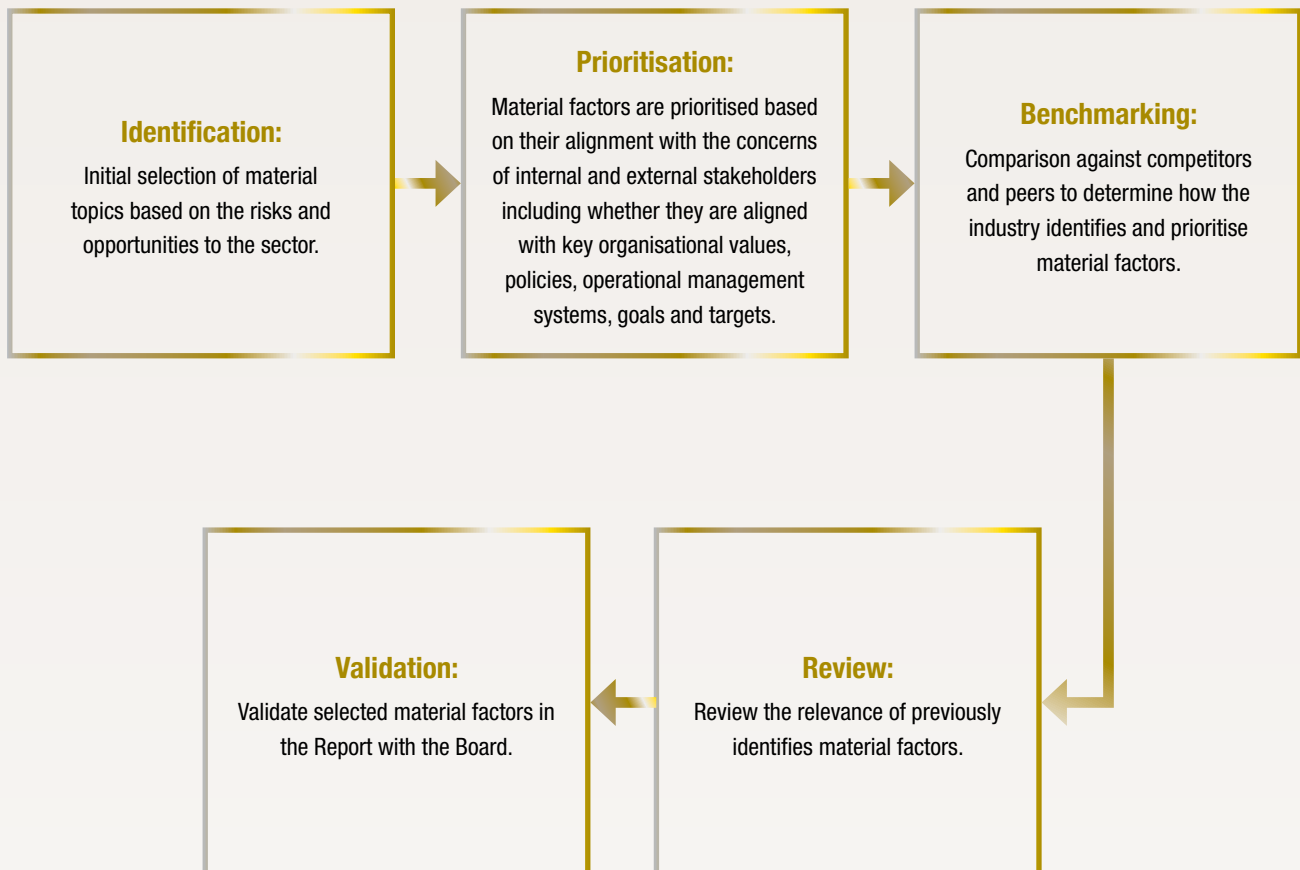 Identification:
Initial selection of material
topics based on the risks and
opportunities to the sector.
Prioritisation:
Material factors are prioritised based
on their alignment with the concerns
of internal and external stakeholders
including whether they are aligned
with key organisational values,
policies, operational management
systems, goals and targets.
Benchmarking:
Comparison against competitors
and peers to determine how the
industry identifies and prioritise
material factors.
Review:
Review the relevance of previously
identifies material factors.
Validation:
Validate selected material factors in
the Report with the Board.